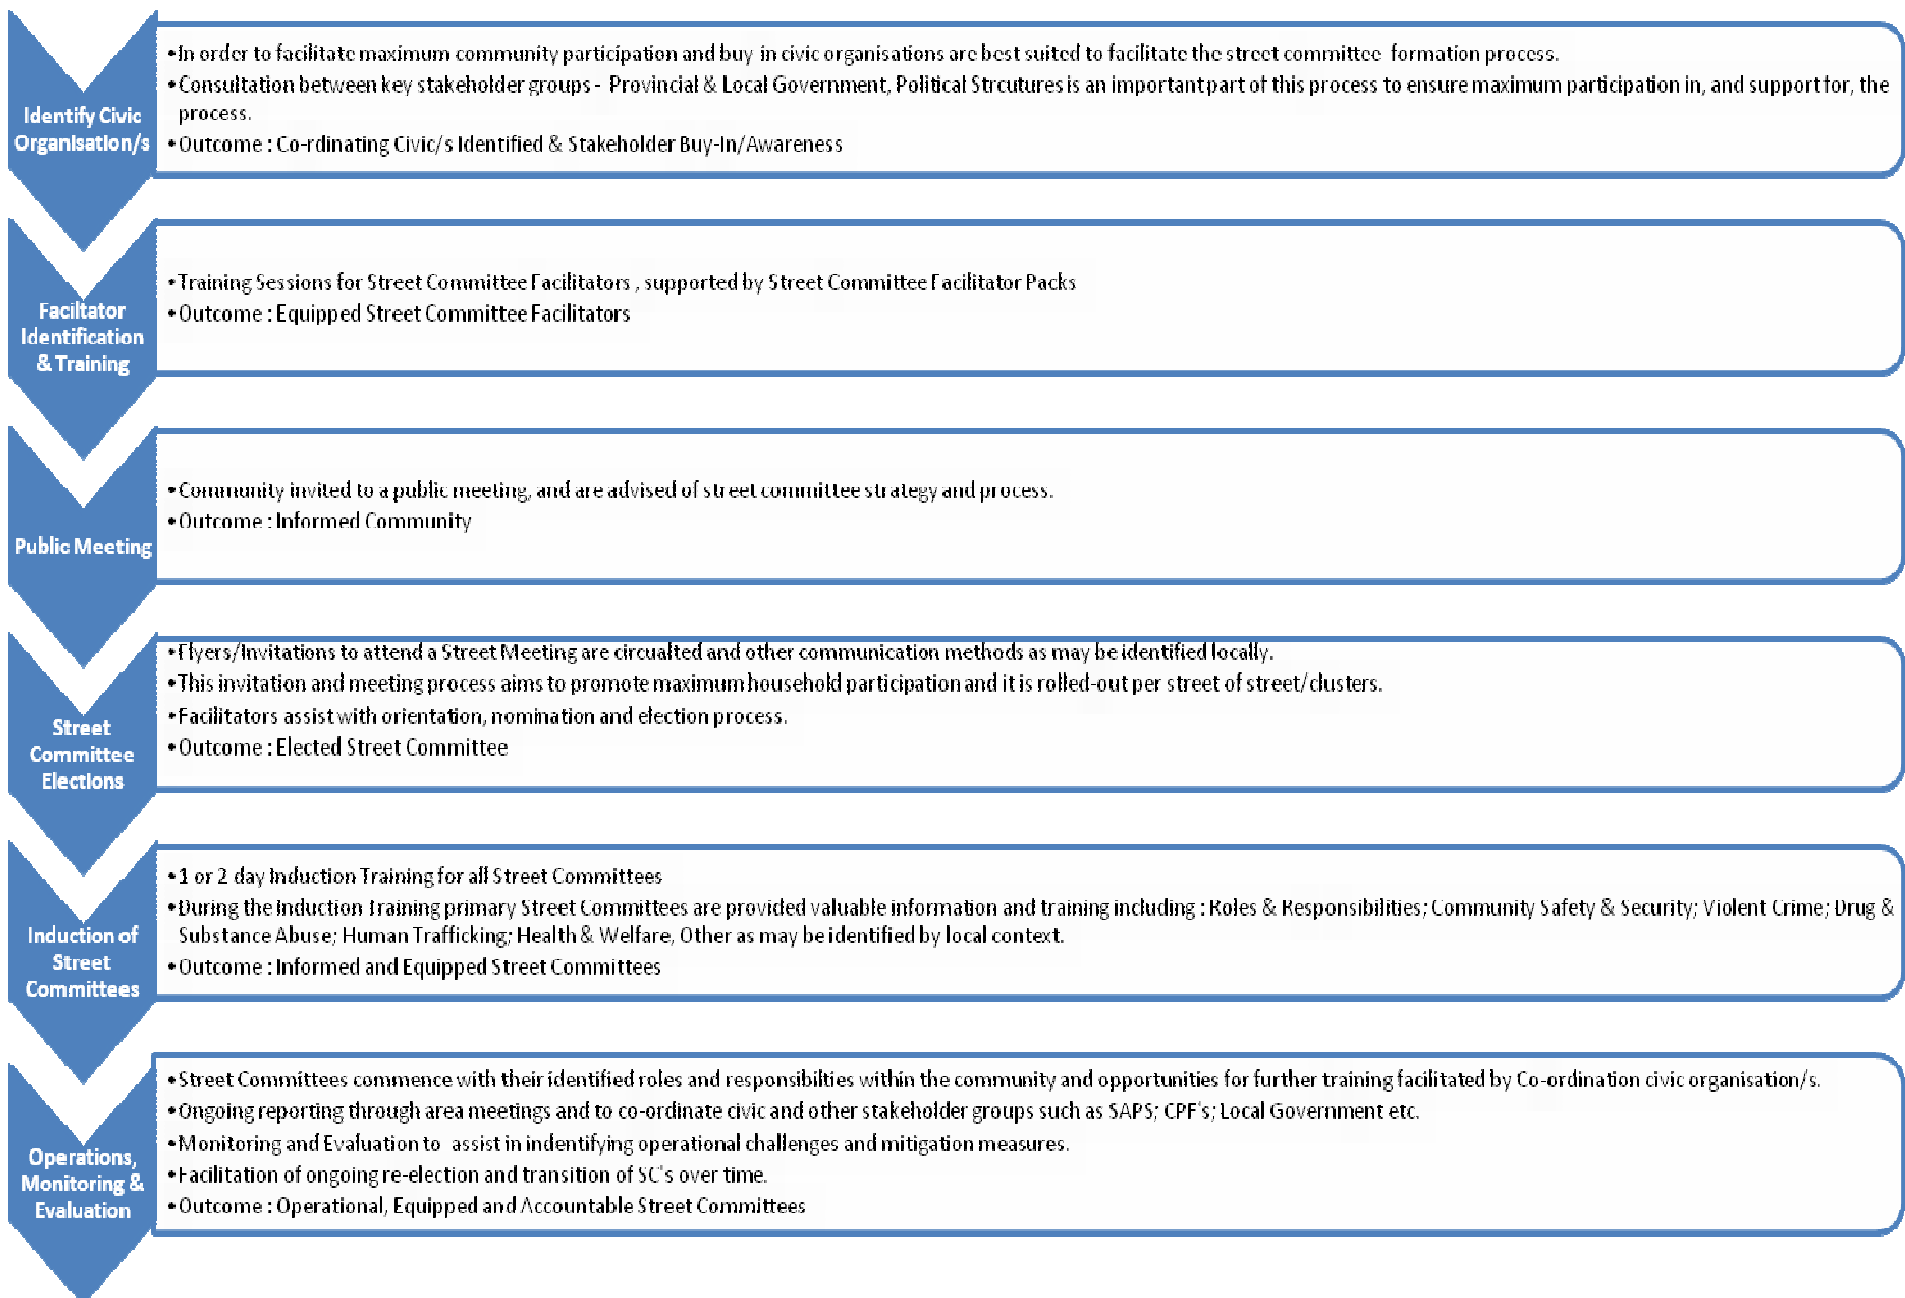 Identify Civic
Organisation/s
•In order to facilitate maximum community participation and buy in civic organisations are best suited to facilitate the street committee formation process.
•Consultation between key stakeholder groups - Provincial & Local Government, Political Strcutures is an important part of this process to ensure maximum participation in, and support for, the
process.
•Outcome : Co-rdinating Civic/s Identified & Stakeholder Buy-In/Awareness
Faciltator
Identification
& Training
•Training Sessions for Street Committee Facilitators , supported by Street Committee Facilitator Packs
•Outcome : Equipped Street Committee Facilitators
Public Meeting
•Community invited to a public meeting, and are advised of street committee strategy and process.
•Outcome : Informed Community
Street
Committee
Elections
•Flyers/Invitations to attend a Street Meeting are circualted and other communication methods as may be identified locally.
•This invitation and meeting process aims to promote maximum household participation and it is rolled-out per street of street/clusters.
•Facilitators assist with orientation, nomination and election process.
•Outcome : Elected Street Committee
Induction of
Street
Committees
•1 or 2 day Induction Training for all Street Committees
•During the Induction Training primary Street Committees are provided valuable information and training including : Roles & Responsibilities; Community Safety & Security; Violent Crime; Drug &
Substance Abuse; Human Trafficking; Health & Welfare, Other as may be identified by local context.
•Outcome : Informed and Equipped Street Committees
Operations,
Monitoring &
Evaluation
•Street Committees commence with their identified roles and responsibilties within the community and opportunities for further training facilitated by Co-ordination civic organisation/s.
•Ongoing reporting through area meetings and to co-ordinate civic and other stakeholder groups such as SAPS; CPF's; Local Government etc.
•Monitoring and Evaluation to assist in indentifying operational challenges and mitigation measures.
•Facilitation of ongoing re-election and transition of SC's over time.
•Outcome : Operational, Equipped and Accountable Street Committees